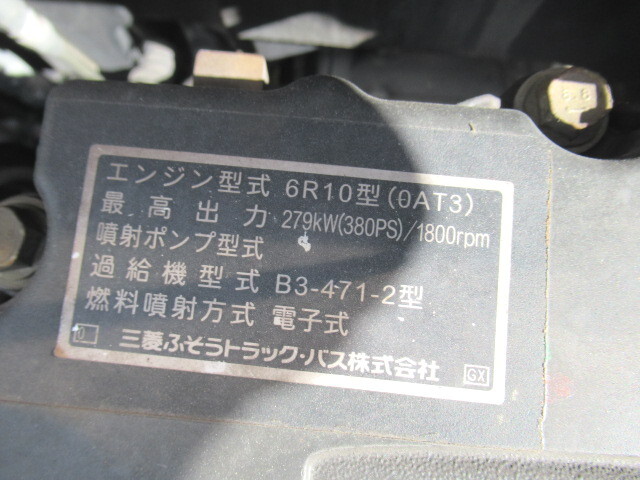 8.8
エンジン型式 6R10型(0AT3)
最高出力 279kW(380PS)/1800rpm
噴射ポンプ型式
過給機型式 B3-471-2型
燃料噴射方式 電子式
三菱ふそうトラック・バス株式会社
GX